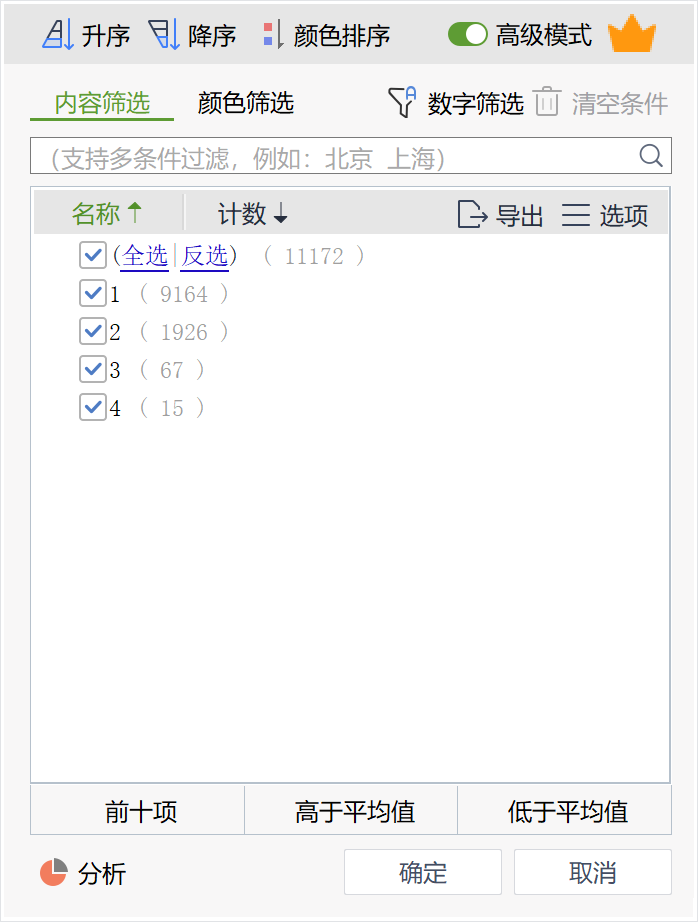 升序 降序 颜色排序 高级模式
内容筛选 颜色筛选 数字筛选 清空条件
（支持多条件过滤，例如：北京 上海）
名称 计数 导出 选项
(全选|反选) （ 11172 ）
1 （ 9164 ）
2 （ 1926 ）
3 （ 67 ）
4 （ 15 ）
前十项 高于平均值 低于平均值
分析 确定 取消